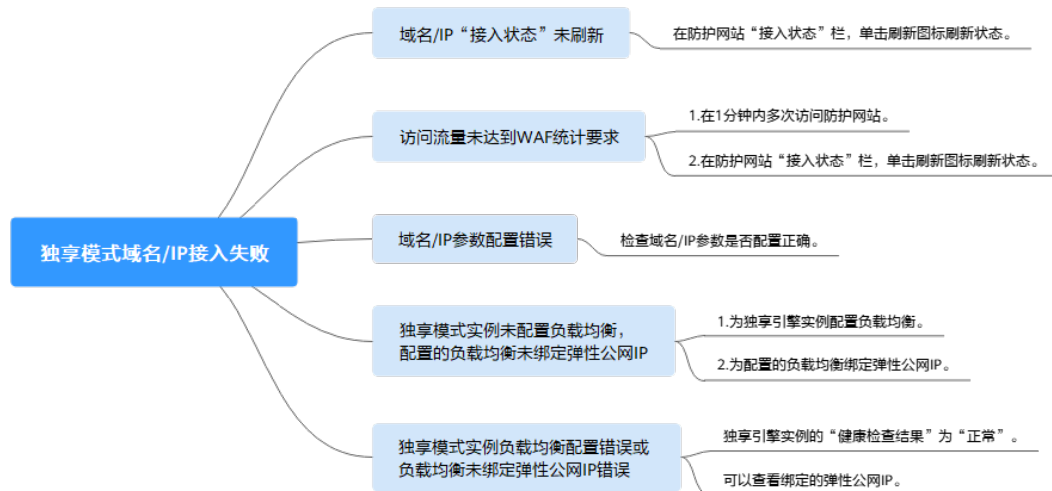 域名/IP“接入状态”未刷新
在防护网站“接入状态”栏，单击刷新图标刷新状态。
访问流量未达到WAF统计要求
1.在1分钟内多次访问防护网站。
2.在防护网站“接入状态”栏，单击刷新图标刷新状态。
独享模式域名/IP接入失败
域名/IP参数配置错误
检查域名/IP参数是否配置正确。
独享模式实例未配置负载均衡，
配置的负载均衡未绑定弹性公网IP
1.为独享引擎实例配置负载均衡。
2.为配置的负载均衡绑定弹性公网IP。
独享模式实例负载均衡配置错误或
负载均衡未绑定弹性公网IP错误
独享引擎实例的“健康检查结果”为“正常”。
可以查看绑定的弹性公网IP。